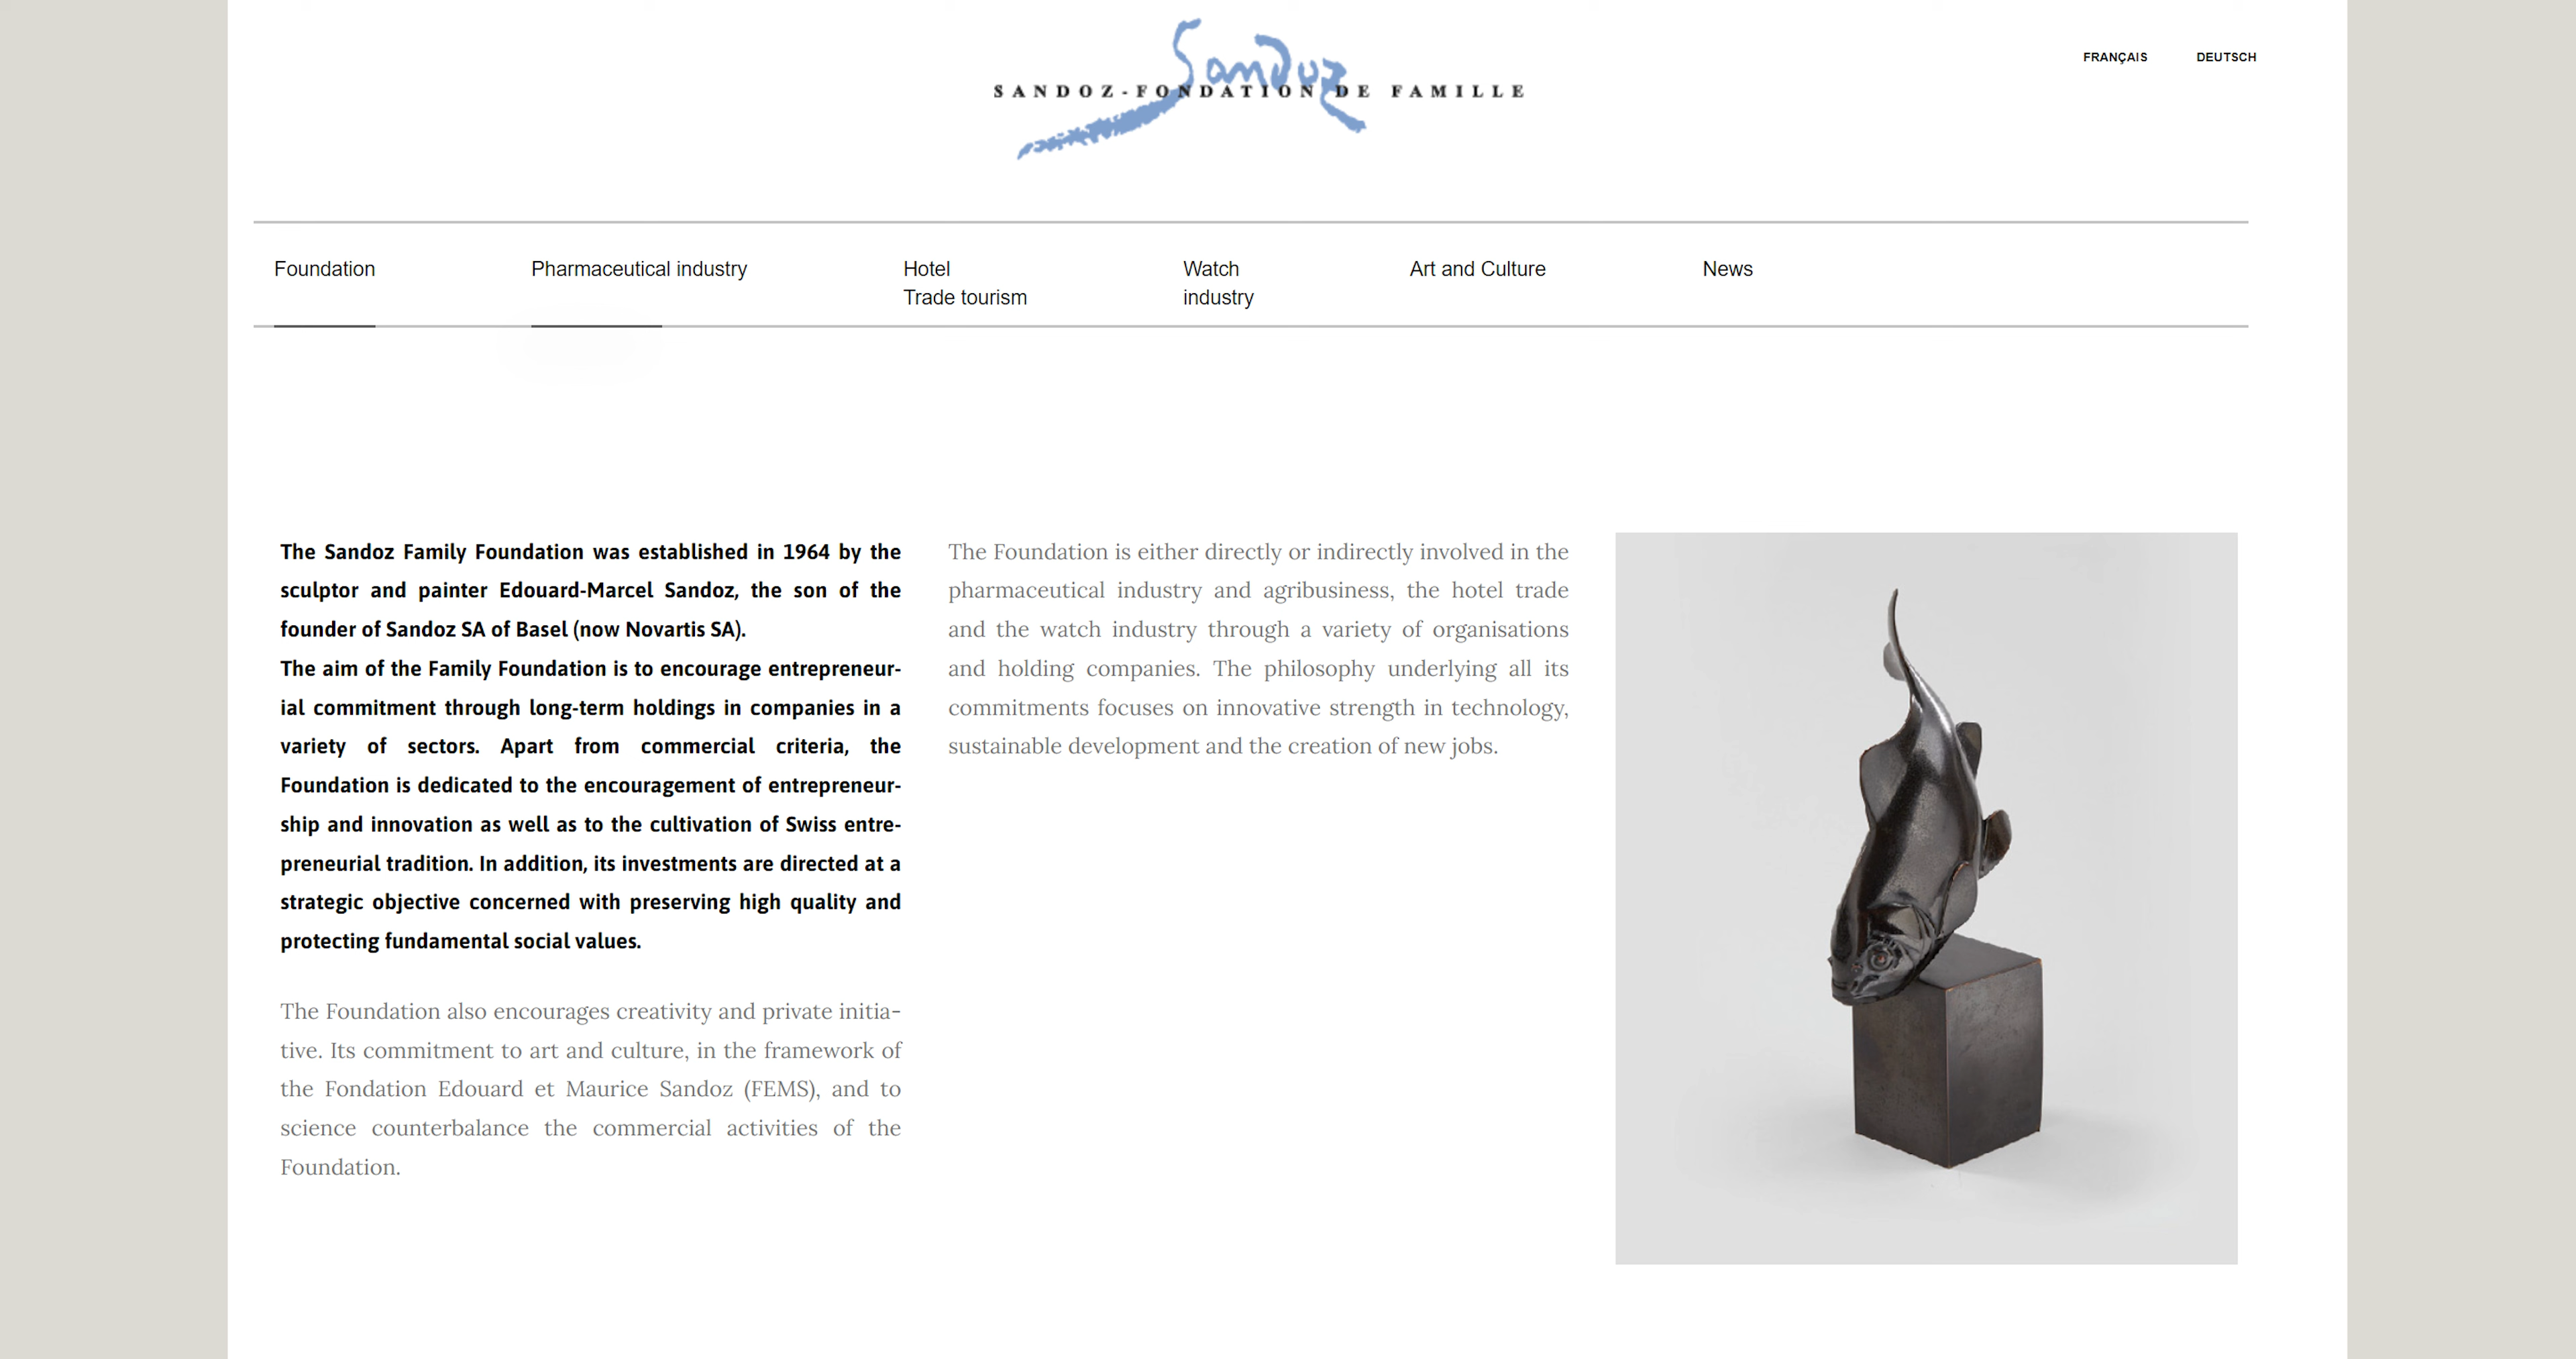 Sandoz
SANDOZ-FONDATION DE FAMILLE
FRANÇAIS
DEUTSCH
Foundation
Pharmaceutical industry
Hotel
Trade tourism
Watch
industry
Art and Culture
News
The Sandoz Family Foundation was established in 1964 by the
sculptor and painter Edouard-Marcel Sandoz, the son of the
founder of Sandoz SA of Basel (now Novartis SA).
The aim of the Family Foundation is to encourage entrepreneur-
ial commitment through long-term holdings in companies in a
variety of sectors. Apart from commercial criteria, the
Foundation is dedicated to the encouragement of entrepreneur-
ship and innovation as well as to the cultivation of Swiss entre-
preneurial tradition. In addition, its investments are directed at a
strategic objective concerned with preserving high quality and
protecting fundamental social values.
The Foundation also encourages creativity and private initia-
tive. Its commitment to art and culture, in the framework of
the Fondation Edouard et Maurice Sandoz (FEMS), and to
science counterbalance the commercial activities of the
Foundation.
The Foundation is either directly or indirectly involved in the
pharmaceutical industry and agribusiness, the hotel trade
and the watch industry through a variety of organisations
and holding companies. The philosophy underlying all its
commitments focuses on innovative strength in technology,
sustainable development and the creation of new jobs.